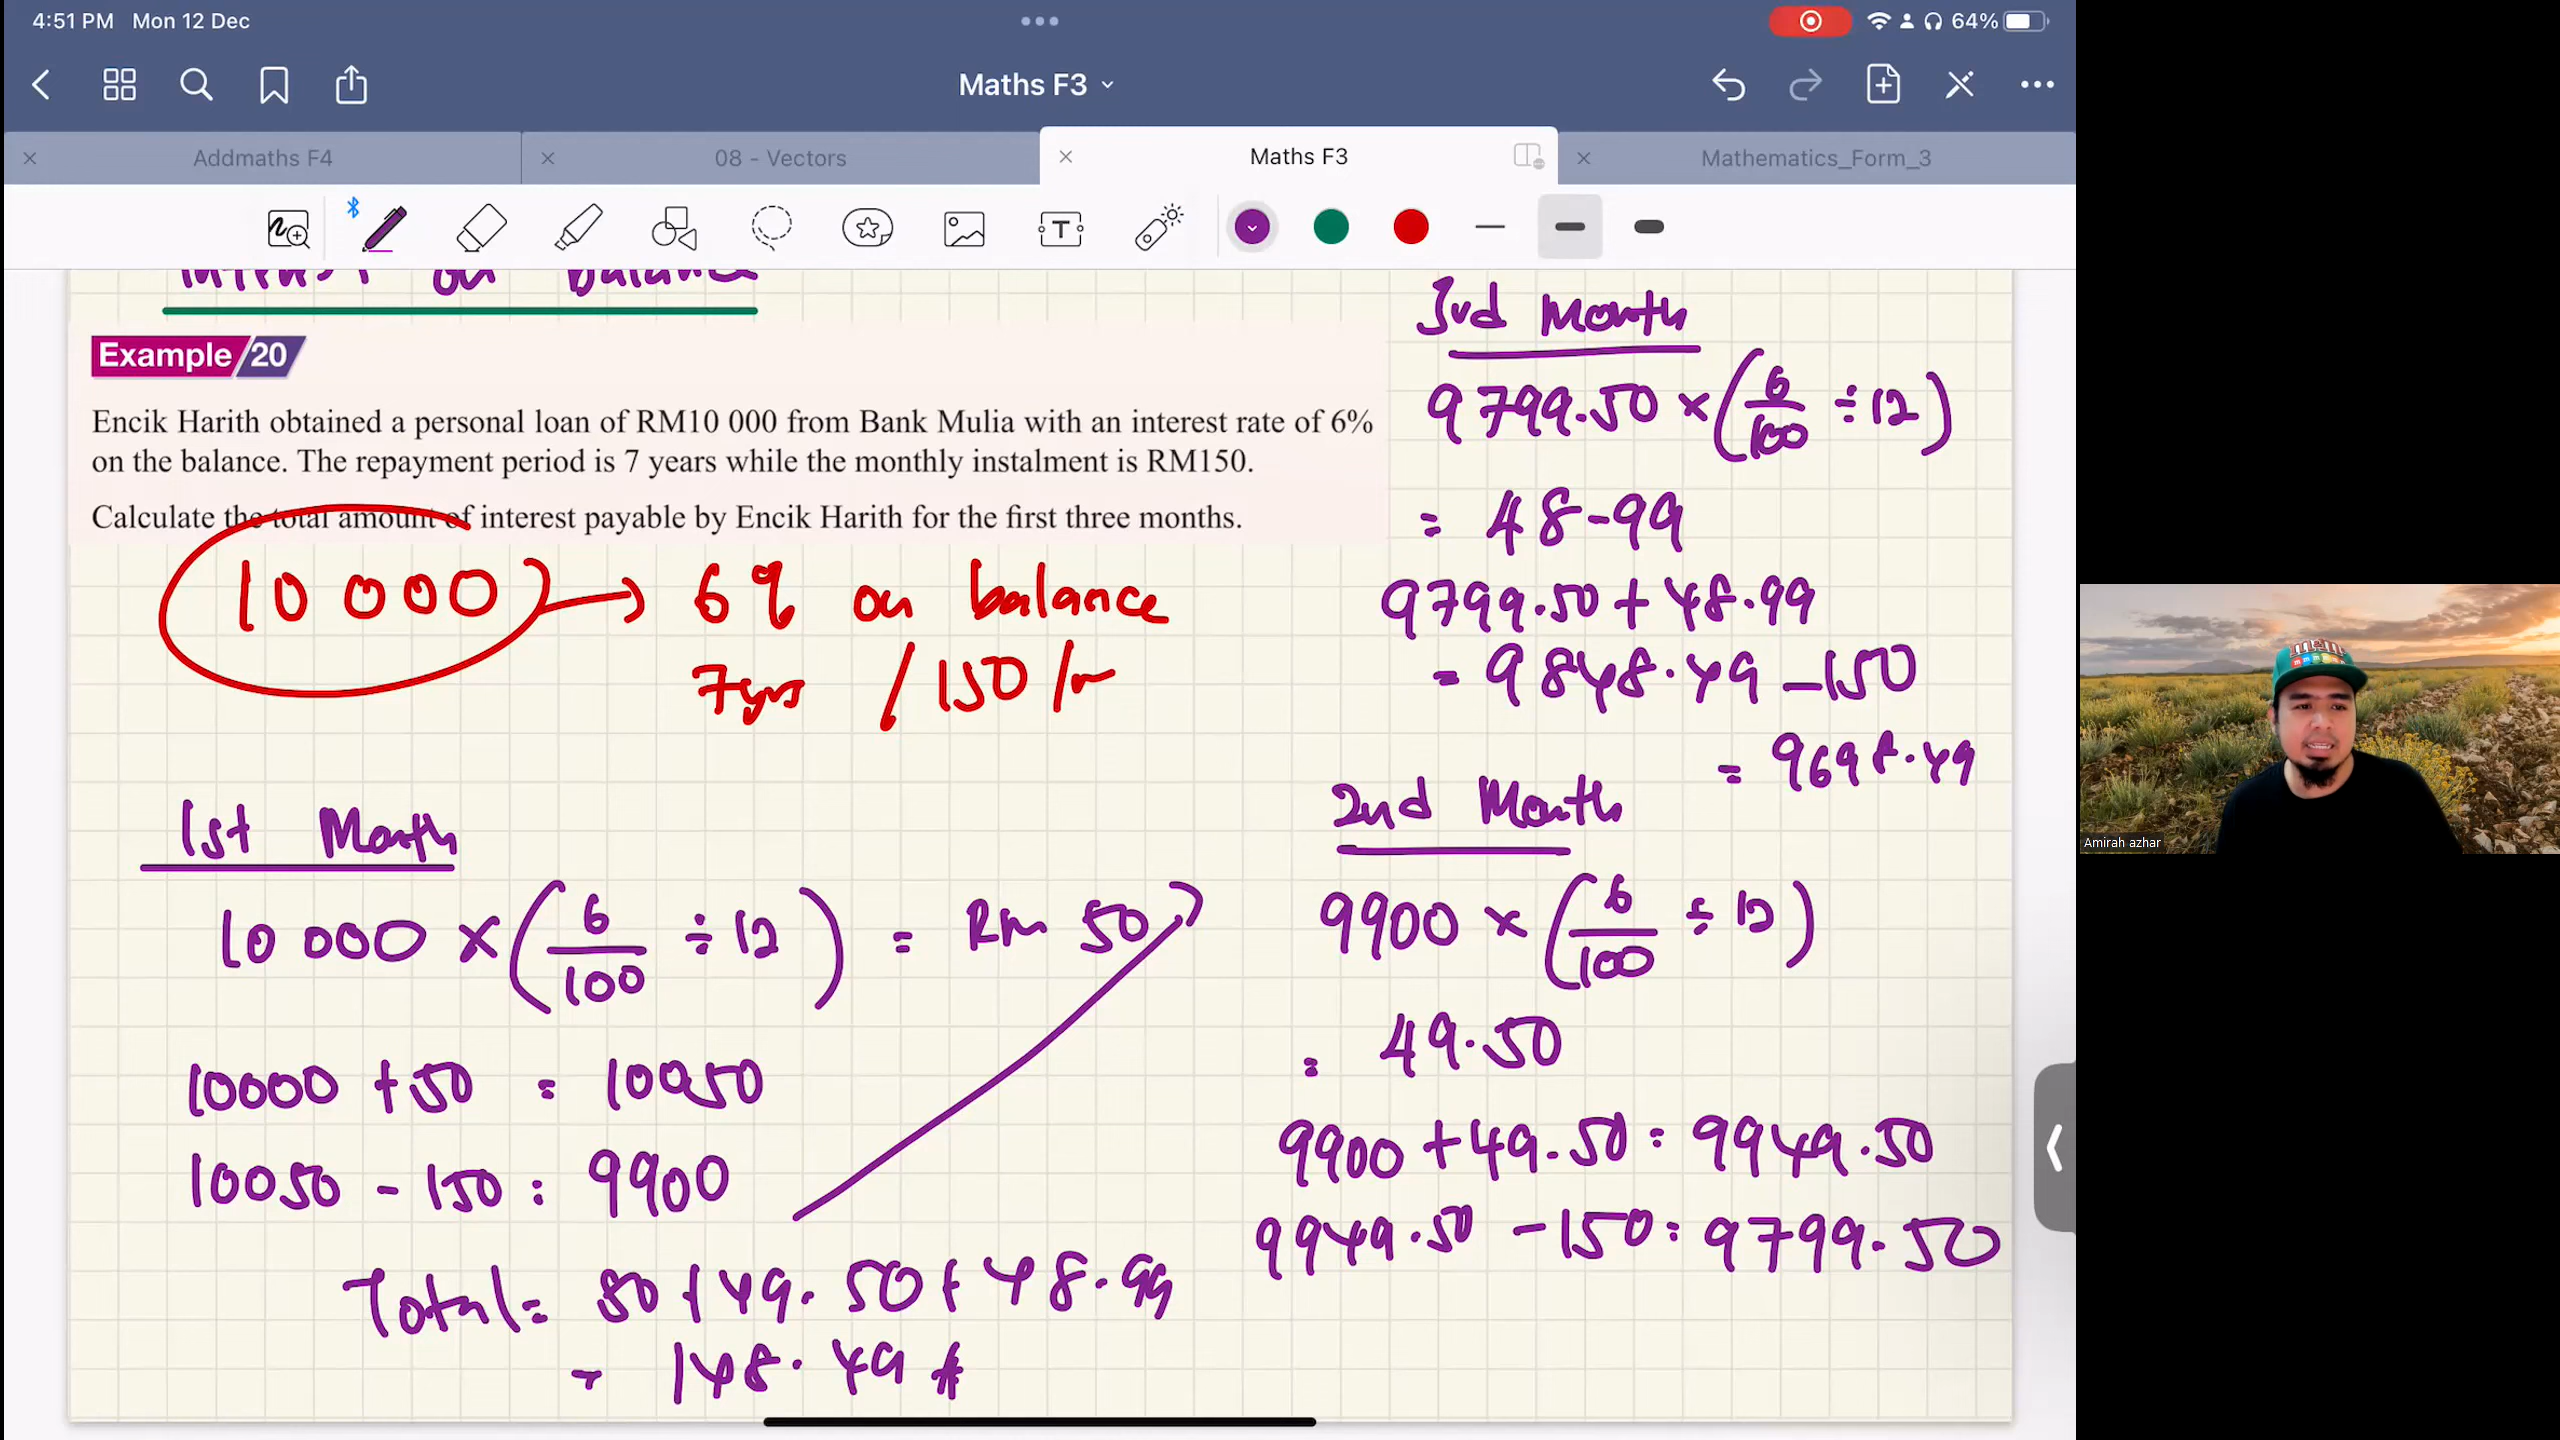 4:51 PM Mon 12 Dec
64%
Maths F3
Addmaths F4
08 - Vectors
Maths F3
Mathematics_Form_3
T
Interest on balance
Example 20
Encik Harith obtained a personal loan of RM10 000 from Bank Mulia with an interest rate of 6%
on the balance. The repayment period is 7 years while the monthly instalment is RM150.
Calculate the total amount of interest payable by Encik Harith for the first three months.
10 000 → 6% on balance
7yrs / 150 /m
1st Month
10 000 × (6/100 ÷ 12) = RM 50
10000 + 50 = 10050
10050 - 150 = 9900
2nd Month
9900 × (6/100 ÷ 12)
= 49.50
9900 + 49.50 = 9949.50
9949.50 - 150 = 9799.50
3rd Month
9799.50 × (6/100 ÷ 12)
= 48-99
9799.50 + 48.99
= 9848.49 - 150
= 9698.49
Total = 50 + 49.50 + 48.99
= 148.49 #
Amirah azhar